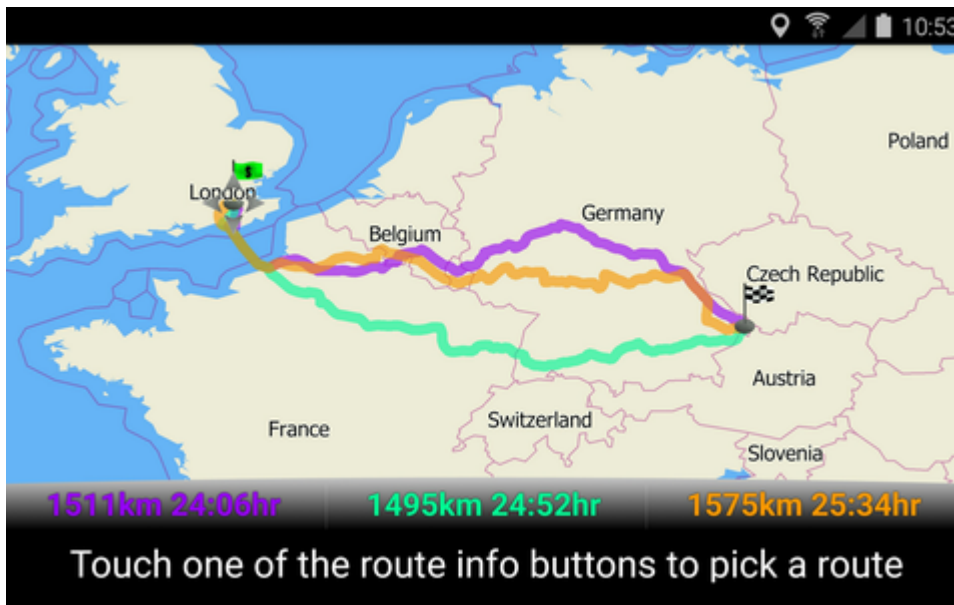 10:53
Poland
London
Germany
Belgium
Czech Republic
Austria
Switzerland
France
Slovenia
1511km 24:06hr 1495km 24:52hr 1575km 25:34hr
Touch one of the route info buttons to pick a route